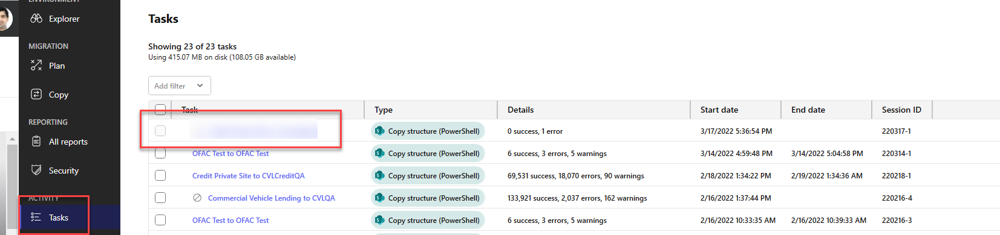 ENVIRONMENT
Explorer
MIGRATION
Plan
Copy
REPORTING
All reports
Security
ACTIVITY
Tasks
Tasks
Showing 23 of 23 tasks
Using 415.07 MB on disk (108.05 GB available)
Add filter
Task Type Details Start date End date Session ID
Copy structure (PowerShell) 0 success, 1 error 3/17/2022 5:36:54 PM 220317-1
OFAC Test to OFAC Test Copy structure (PowerShell) 6 success, 3 errors, 5 warnings 3/14/2022 4:59:48 PM 3/14/2022 5:04:58 PM 220314-1
Credit Private Site to CVLCreditQA Copy structure (PowerShell) 69,531 success, 18,070 errors, 90 warnings 2/18/2022 1:34:22 PM 2/19/2022 1:34:36 AM 220218-1
Commercial Vehicle Lending to CVLQA Copy structure (PowerShell) 133,921 success, 2,037 errors, 162 warnings 2/16/2022 1:37:44 PM 220216-4
OFAC Test to OFAC Test Copy structure (PowerShell) 6 success, 3 errors, 5 warnings 2/16/2022 10:33:35 AM 2/16/2022 10:39:33 AM 220216-3